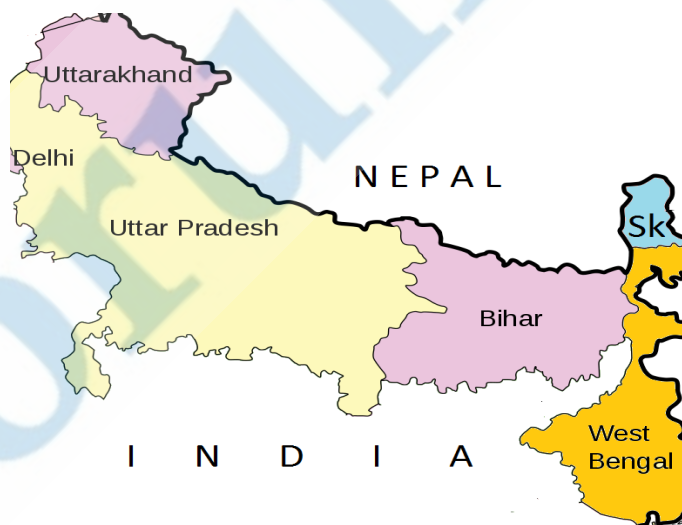 Uttarakhand
Delhi
NEPAL
Uttar Pradesh
Sk
Bihar
West
Bengal
INDIA